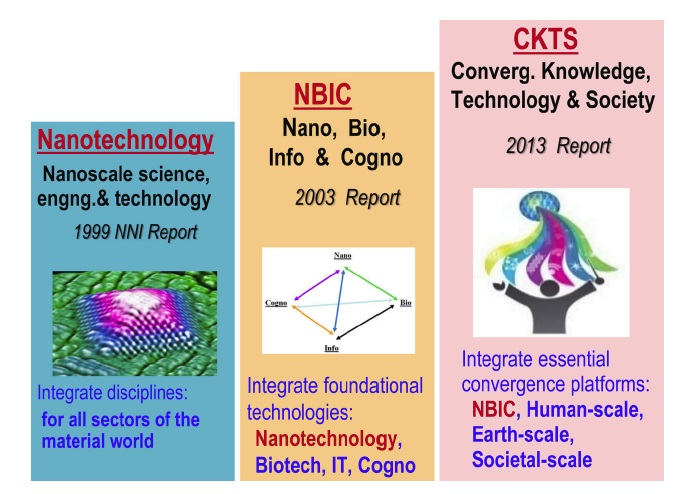 Nanotechnology
Nanoscale science,
engng.& technology
1999 NNI Report
Integrate disciplines:
for all sectors of the
material world
NBIC
Nano, Bio,
Info & Cogno
2003 Report
Nano
Cogno
Bio
Info
Integrate foundational
technologies:
Nanotechnology,
Biotech, IT, Cogno
CKTS
Converg. Knowledge,
Technology & Society
2013 Report
Integrate essential
convergence platforms:
NBIC, Human-scale,
Earth-scale,
Societal-scale